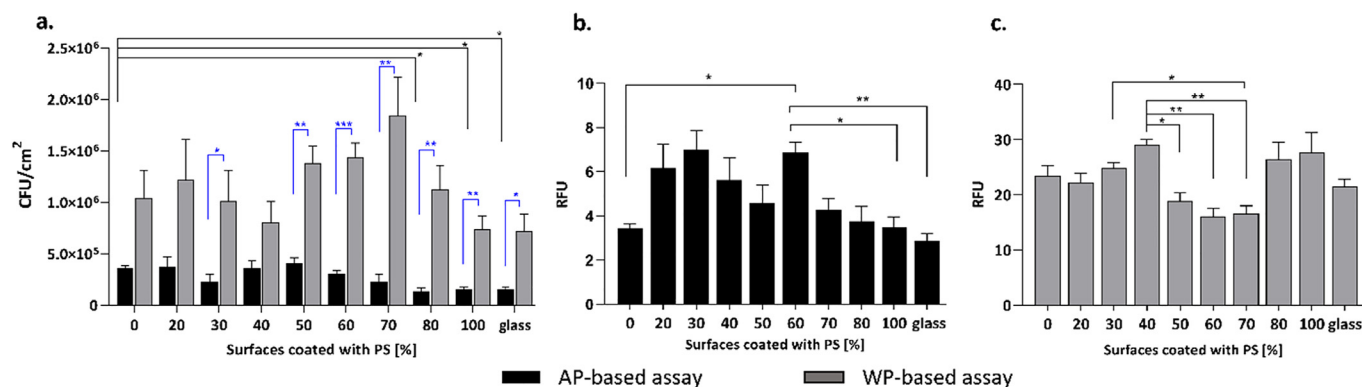 a.
CFU/cm²
2.5×10⁶
2.0×10⁶
1.5×10⁶
1.0×10⁶
5.0×10⁵
0
*
*
*
*
**
***
**
**
**
*
0 20 30 40 50 60 70 80 100 glass
Surfaces coated with PS [%]
b.
RFU
10
8
6
4
2
0
*
**
*
0 20 30 40 50 60 70 80 100 glass
Surfaces coated with PS [%]
c.
RFU
40
30
20
10
0
*
**
**
*
0 20 30 40 50 60 70 80 100 glass
Surfaces coated with PS [%]
AP-based assay
WP-based assay